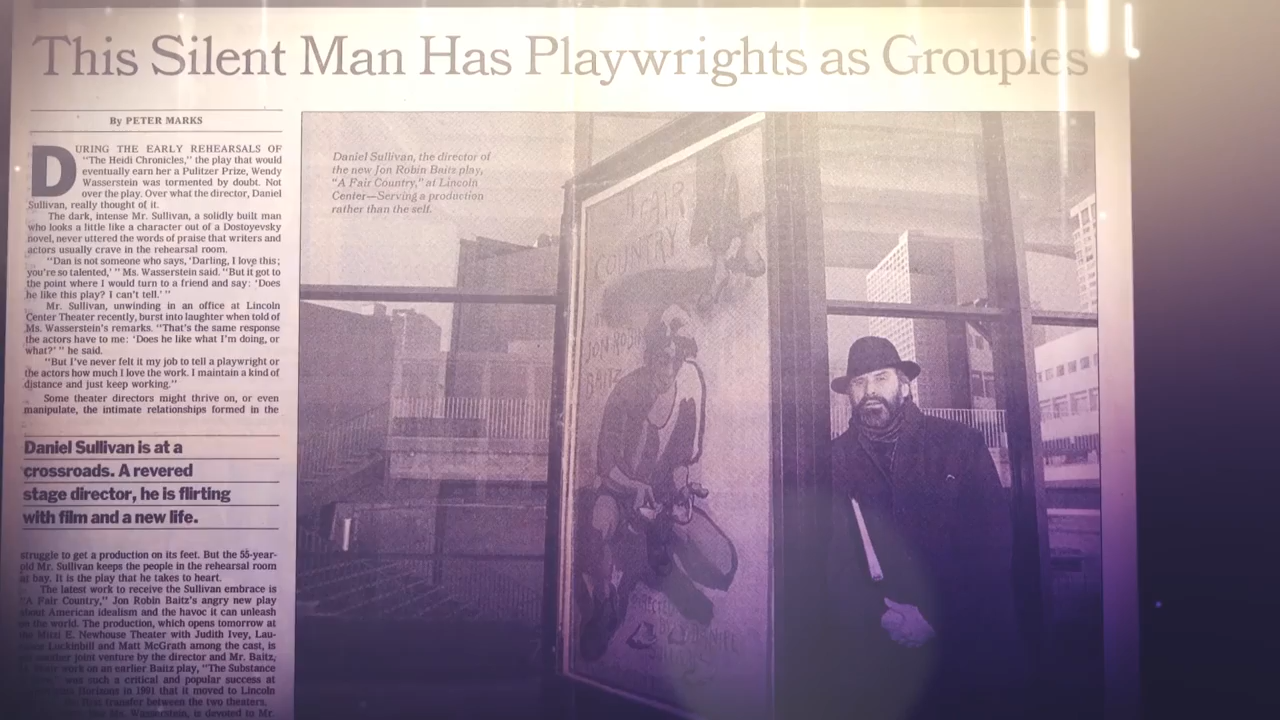 This Silent Man Has Playwrights as Groupies
By PETER MARKS
DURING THE EARLY REHEARSALS OF
"The Heidi Chronicles," the play that would
eventually earn her a Pulitzer Prize, Wendy
Wasserstein was tormented by doubt. Not
over the play. Over what the director, Daniel
Sullivan, really thought of it.
The dark, intense Mr. Sullivan, a solidly built man
who looks a little like a character out of a Dostoyevsky
novel, never uttered the words of praise that writers and
actors usually crave in the rehearsal room.
"Dan is not someone who says, 'Darling, I love this;
you're so talented,' " Ms. Wasserstein said. "But it got to
the point where I would turn to a friend and say: 'Does
he like this play? I can't tell.' "
Mr. Sullivan, unwinding in an office at Lincoln
Center Theater recently, burst into laughter when told of
Ms. Wasserstein's remarks. "That's the same response
the actors have to me: 'Does he like what I'm doing, or
what?' " he said.
"But I've never felt it my job to tell a playwright or
the actors how much I love the work. I maintain a kind of
distance and just keep working."
Some theater directors might thrive on, or even
manipulate, the intimate relationships formed in the
Daniel Sullivan is at a
crossroads. A revered
stage director, he is flirting
with film and a new life.
struggle to get a production on its feet. But the 55-year-
old Mr. Sullivan keeps the people in the rehearsal room
at bay. It is the play that he takes to heart.
The latest work to receive the Sullivan embrace is
"A Fair Country," Jon Robin Baitz's angry new play
about American idealism and the havoc it can unleash
on the world. The production, which opens tomorrow at
the Mitzi E. Newhouse Theater with Judith Ivey, Lau-
Luckinbill and Matt McGrath among the cast, is
another joint venture by the director and Mr. Baitz,
work on an earlier Baitz play, "The Substance
was such a critical and popular success at
Horizons in 1991 that it moved to Lincoln
first transfer between the two theaters.
Ms. Wasserstein, is devoted to Mr.
Daniel Sullivan, the director of
the new Jon Robin Baitz play,
"A Fair Country," at Lincoln
Center—Serving a production
rather than the self.
A FAIR
COUNTRY
JON ROBIN
BAITZ
DANIEL